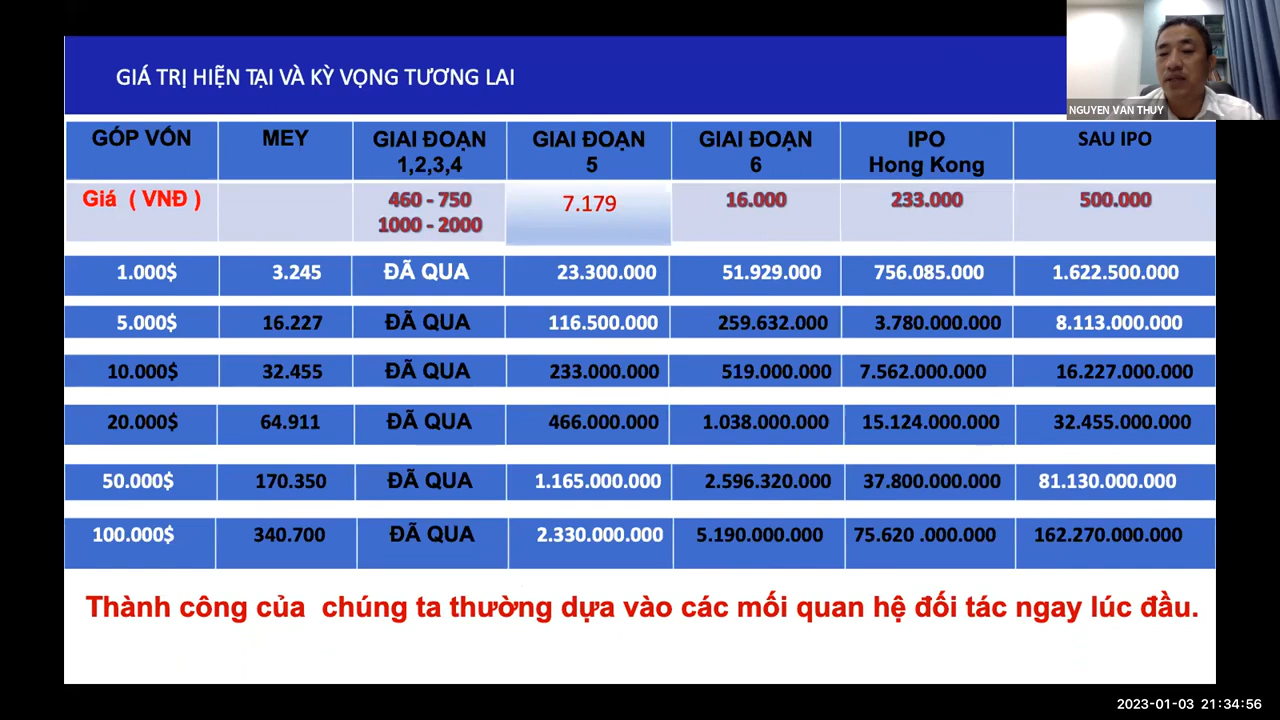 GIÁ TRỊ HIỆN TẠI VÀ KỲ VỌNG TƯƠNG LAI
NGUYEN VAN THUY
GÓP VỐN MEY GIAI ĐOẠN 1,2,3,4 GIAI ĐOẠN 5 GIAI ĐOẠN 6 IPO Hong Kong SAU IPO
Giá ( VNĐ ) 460 - 750 1000 - 2000 7.179 16.000 233.000 500.000
1.000$ 3.245 ĐÃ QUA 23.300.000 51.929.000 756.085.000 1.622.500.000
5.000$ 16.227 ĐÃ QUA 116.500.000 259.632.000 3.780.000.000 8.113.000.000
10.000$ 32.455 ĐÃ QUA 233.000.000 519.000.000 7.562.000.000 16.227.000.000
20.000$ 64.911 ĐÃ QUA 466.000.000 1.038.000.000 15.124.000.000 32.455.000.000
50.000$ 170.350 ĐÃ QUA 1.165.000.000 2.596.320.000 37.800.000.000 81.130.000.000
100.000$ 340.700 ĐÃ QUA 2.330.000.000 5.190.000.000 75.620 .000.000 162.270.000.000
Thành công của chúng ta thường dựa vào các mối quan hệ đối tác ngay lúc đầu.
2023-01-03 21:34:56